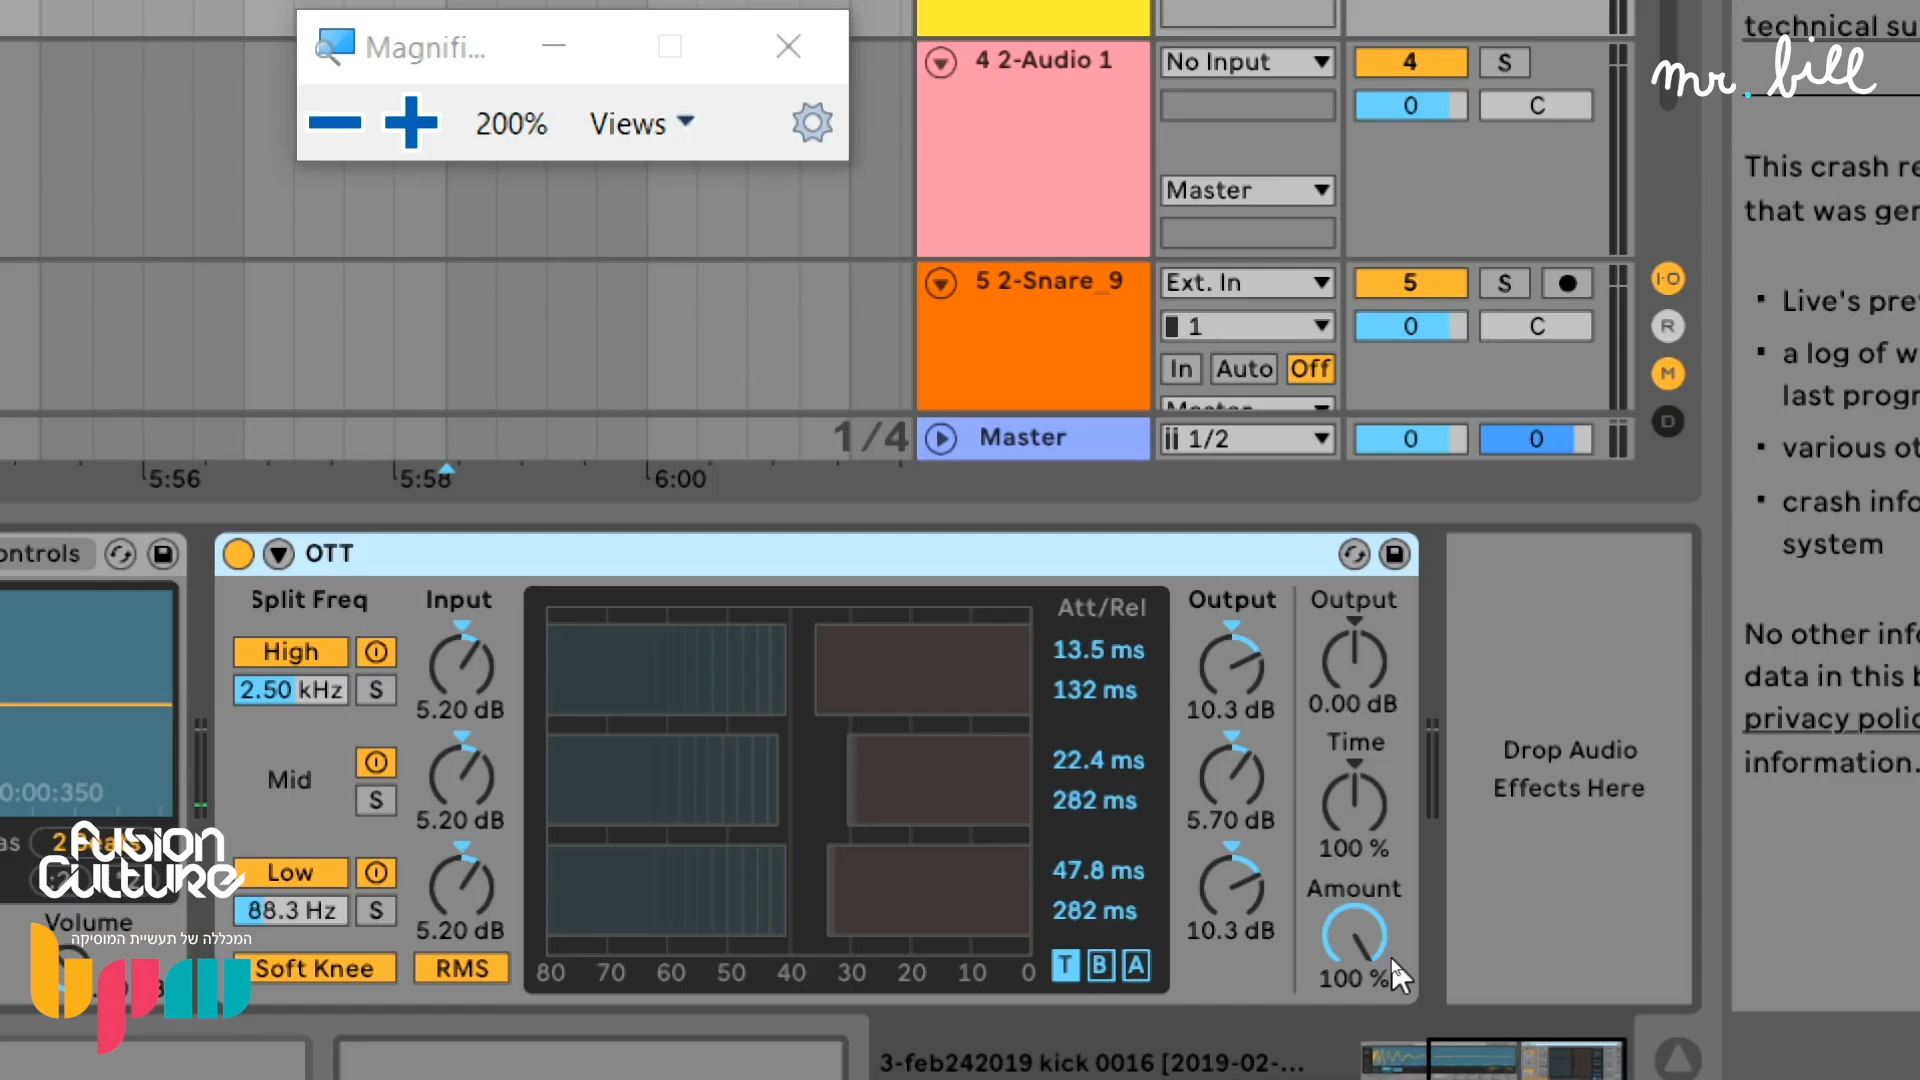 Magnifi...
200%
Views
4 2-Audio 1
No Input
4
S
0
C
Master
5 2-Snare_9
Ext. In
5
S
1
0
C
In
Auto
Off
1/4
Master
1/2
0
0
5:56
5:58
6:00
I-O
R
M
D
technical su
mr. bill
This crash re
that was ger
Live's pre
a log of w
last progr
various ot
crash info
system
No other info
data in this b
privacy polic
information.
ontrols
0:00:350
Volume
OTT
Split Freq
Input
High
2.50 kHz
S
5.20 dB
Mid
S
5.20 dB
Low
88.3 Hz
S
5.20 dB
Soft Knee
RMS
80 70 60 50 40 30 20 10 0
Att/Rel
13.5 ms
132 ms
22.4 ms
282 ms
47.8 ms
282 ms
T B A
Output
10.3 dB
5.70 dB
10.3 dB
Output
0.00 dB
Time
100 %
Amount
100 %
Drop Audio
Effects Here
Fusion
Culture
המכללה של תעשיית המוסיקה
bpm
3-feb242019 kick 0016 [2019-02-...